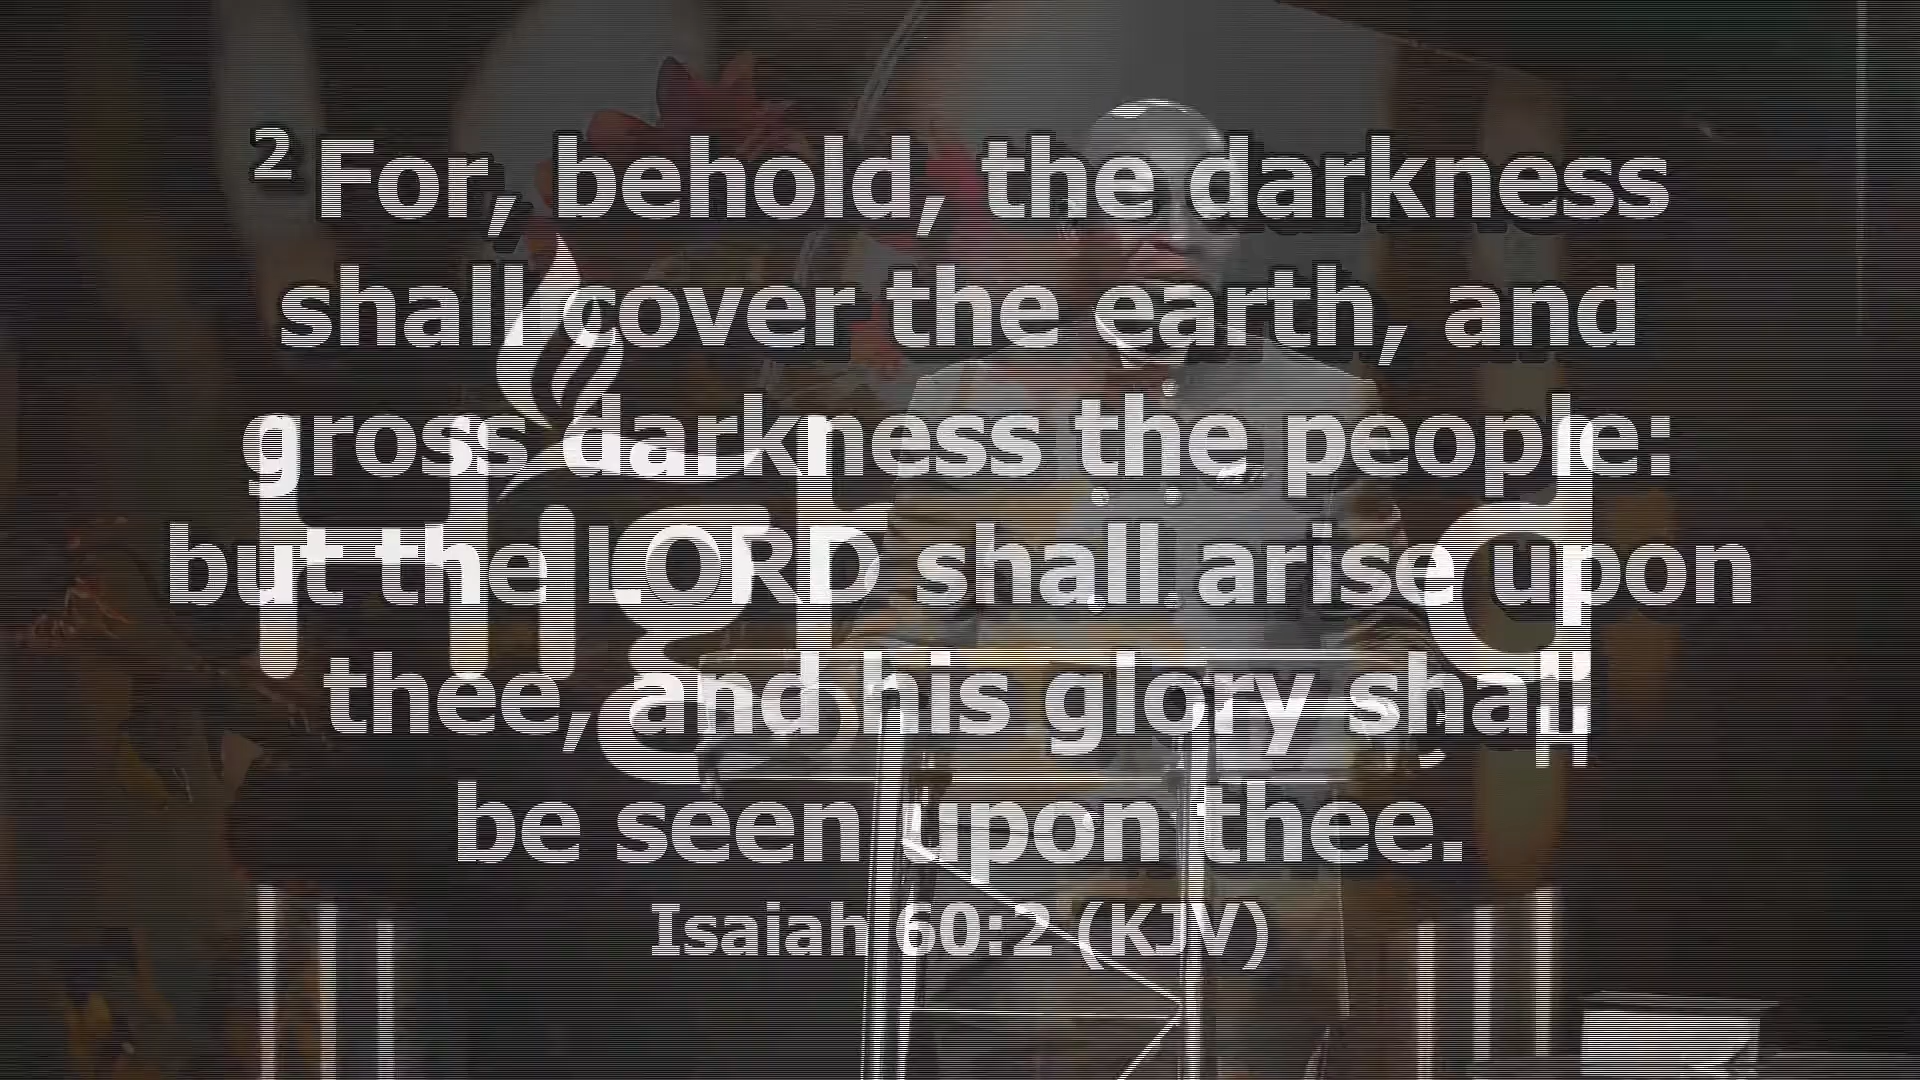 2 For, behold, the darkness
shall cover the earth, and
gross darkness the people:
but the LORD shall arise upon
thee, and his glory shall
be seen upon thee.
Isaiah 60:2 (KJV)